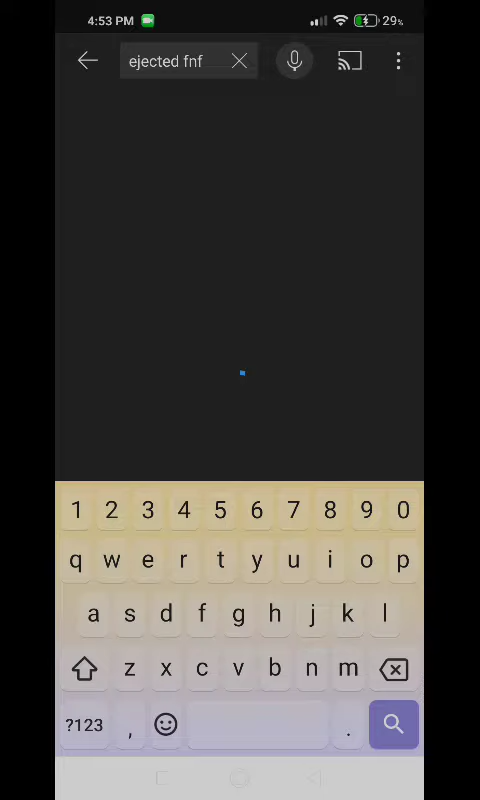 4:53 PM 29%
ejected fnf
1 2 3 4 5 6 7 8 9 0
q w e r t y u i o p
a s d f g h j k l
z x c v b n m
?123 , .